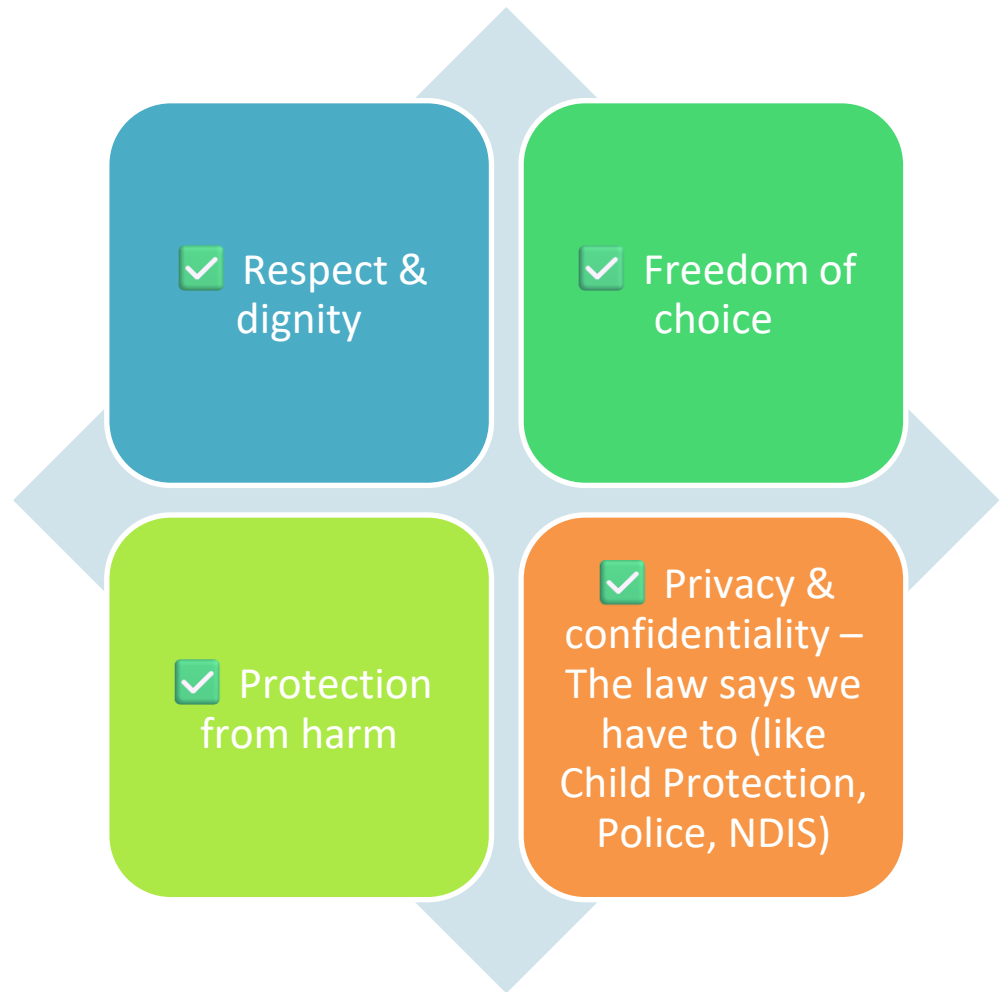 ✅ Respect &
dignity
✅ Freedom of
choice
✅ Protection
from harm
✅ Privacy &
confidentiality –
The law says we
have to (like
Child Protection,
Police, NDIS)